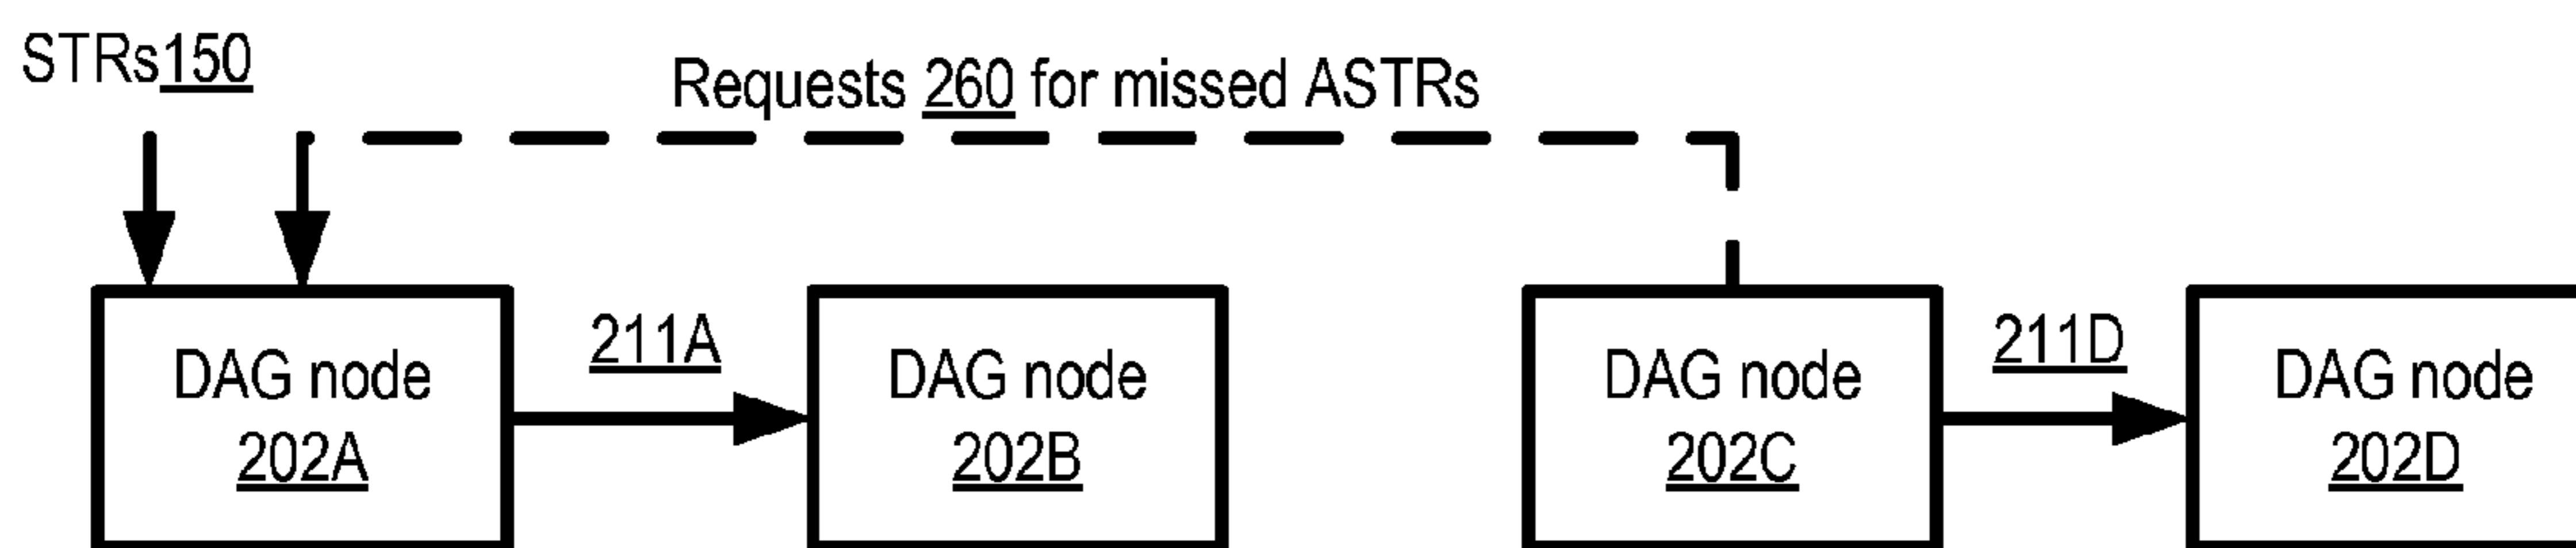 STRs150
Requests 260 for missed ASTRs
DAG node
202A
211A
DAG node
202B
DAG node
202C
211D
DAG node
202D